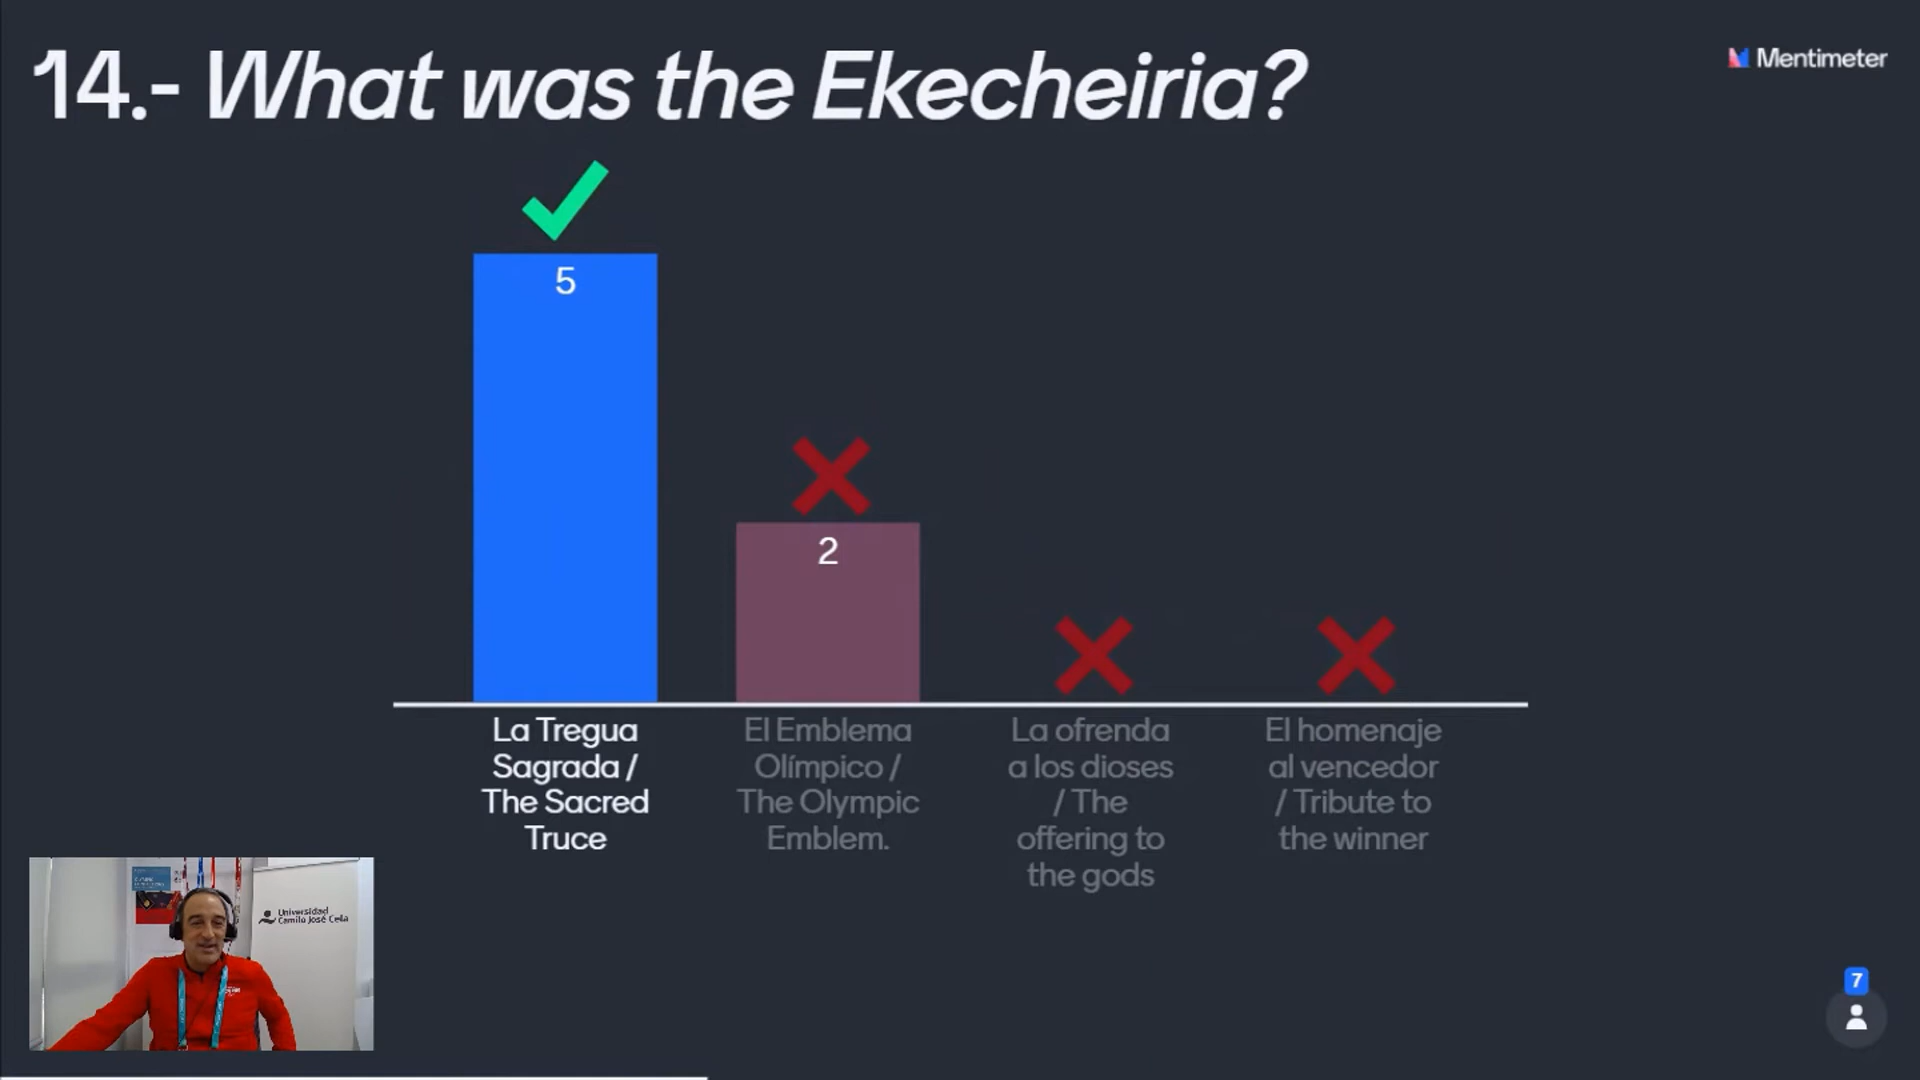 14.- What was the Ekecheiria?
Mentimeter
5
2
La Tregua
Sagrada /
The Sacred
Truce
El Emblema
Olímpico /
The Olympic
Emblem.
La ofrenda
a los dioses
/ The
offering to
the gods
El homenaje
al vencedor
/ Tribute to
the winner
Universidad
Camilo José Cela
7